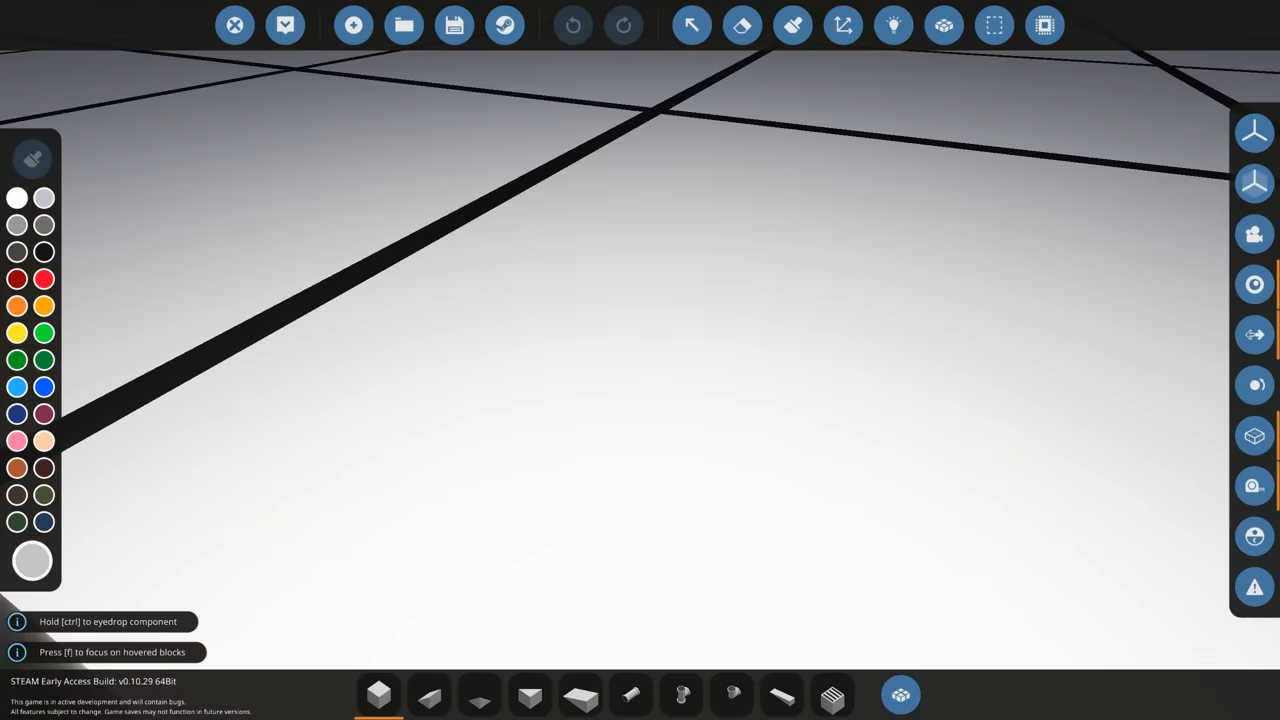 Hold [ctrl] to eyedrop component
Press [f] to focus on hovered blocks
STEAM Early Access Build: v0.10.29 64Bit
This game is in active development and will contain bugs.
All features subject to change. Game saves may not function in future versions.